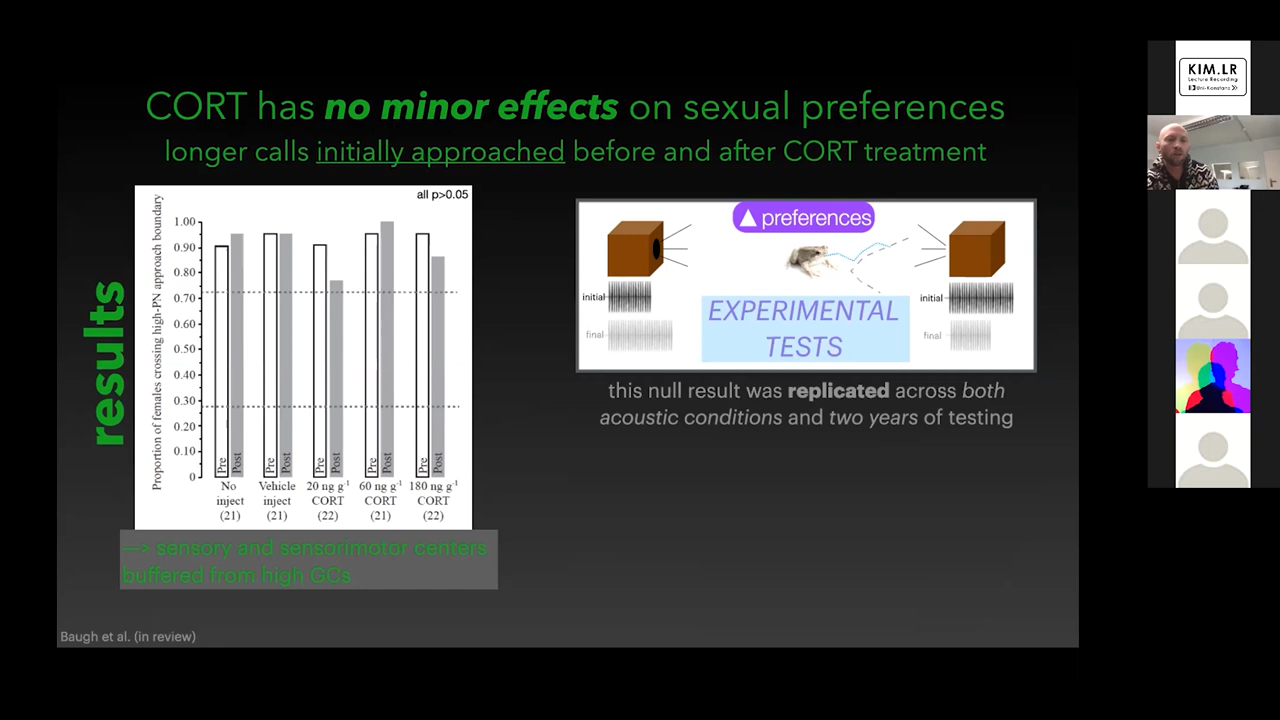 CORT has no minor effects on sexual preferences
longer calls initially approached before and after CORT treatment
results
all p>0.05
Proportion of females crossing high-PN approach boundary
1.00
0.90
0.80
0.70
0.60
0.50
0.40
0.30
0.20
0.10
0
Pre Post Pre Post Pre Post Pre Post Pre Post
No inject (21)
Vehicle inject (21)
20 ng g⁻¹ CORT (22)
60 ng g⁻¹ CORT (21)
180 ng g⁻¹ CORT (22)
—> sensory and sensorimotor centers
buffered from high GCs
▲ preferences
initial
final
EXPERIMENTAL
TESTS
initial
final
this null result was replicated across both
acoustic conditions and two years of testing
Baugh et al. (in review)
KIM.LR
Lecture Recording
Uni-Konstanz